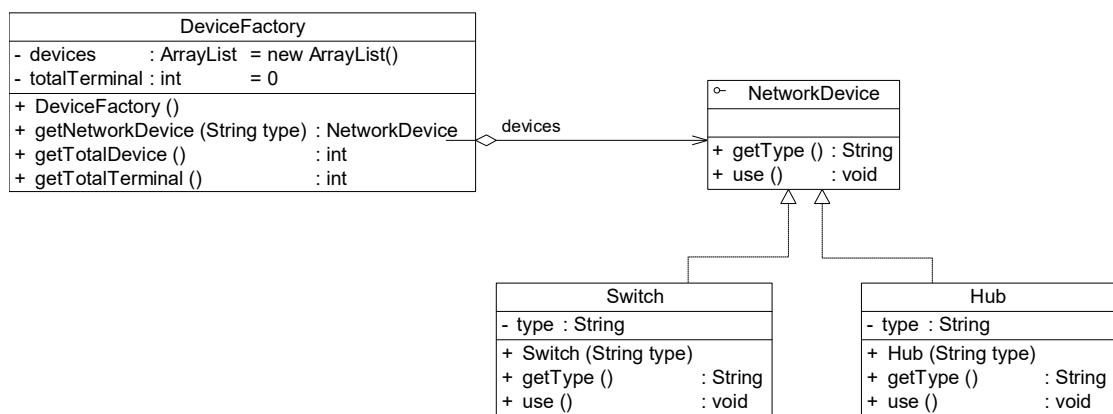 DeviceFactory
- devices : ArrayList = new ArrayList()
- totalTerminal : int = 0
+ DeviceFactory ()
+ getNetworkDevice (String type) : NetworkDevice
+ getTotalDevice () : int
+ getTotalTerminal () : int
devices
NetworkDevice
+ getType () : String
+ use () : void
Switch
- type : String
+ Switch (String type)
+ getType () : String
+ use () : void
Hub
- type : String
+ Hub (String type)
+ getType () : String
+ use () : void